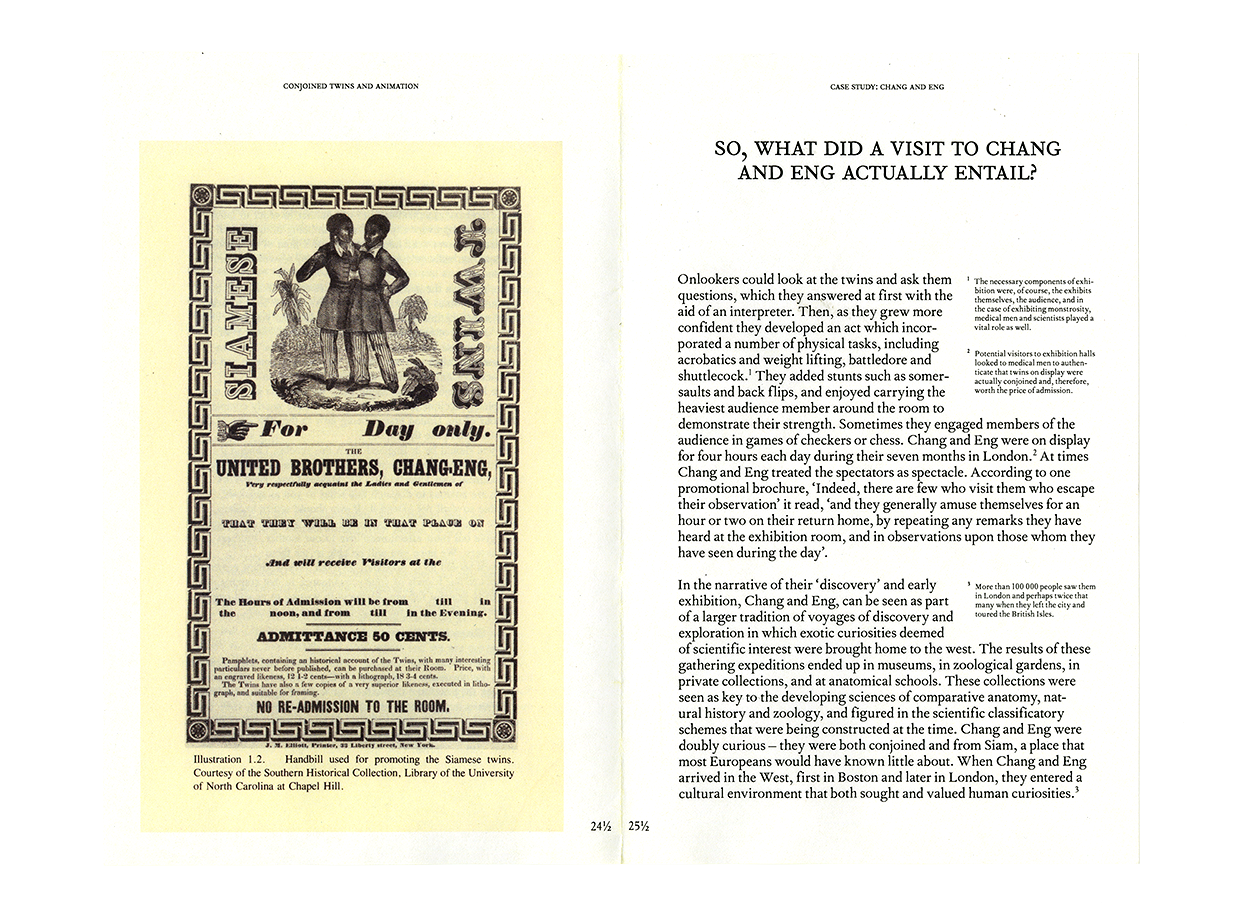 CONJOINED TWINS AND ANIMATION
SIAMESE
TWINS
For Day only.
THE
UNITED BROTHERS, CHANG-ENG,
Very respectfully acquaint the Ladies and Gentlemen of
THAT THEY WILL BE IN THAT PLACE ON
And will receive Visitors at the
The Hours of Admission will be from till in
the noon, and from till in the Evening.
ADMITTANCE 50 CENTS.
Pamphlets, containing an historical account of the Twins, with many interesting
particulars never before published, can be purchased at their Room. Price, with
an engraved likeness, 12 1-2 cents—with a lithograph, 18 3-4 cents.
The Twins have also a few copies of a very superior likeness, executed in litho-
graph, and suitable for framing.
NO RE-ADMISSION TO THE ROOM.
J. M. Elliott, Printer, 32 Liberty street, New York.
Illustration 1.2. Handbill used for promoting the Siamese twins.
Courtesy of the Southern Historical Collection, Library of the University
of North Carolina at Chapel Hill.
24½
CASE STUDY: CHANG AND ENG
SO, WHAT DID A VISIT TO CHANG
AND ENG ACTUALLY ENTAIL?
Onlookers could look at the twins and ask them
questions, which they answered at first with the
aid of an interpreter. Then, as they grew more
confident they developed an act which incor-
porated a number of physical tasks, including
acrobatics and weight lifting, battledore and
shuttlecock.¹ They added stunts such as somer-
saults and back flips, and enjoyed carrying the
heaviest audience member around the room to
demonstrate their strength. Sometimes they engaged members of the
audience in games of checkers or chess. Chang and Eng were on display
for four hours each day during their seven months in London.² At times
Chang and Eng treated the spectators as spectacle. According to one
promotional brochure, ‘Indeed, there are few who visit them who escape
their observation’ it read, ‘and they generally amuse themselves for an
hour or two on their return home, by repeating any remarks they have
heard at the exhibition room, and in observations upon those whom they
have seen during the day’.
¹ The necessary components of exhi-
bition were, of course, the exhibits
themselves, the audience, and in
the case of exhibiting monstrosity,
medical men and scientists played a
vital role as well.
² Potential visitors to exhibition halls
looked to medical men to authen-
ticate that twins on display were
actually conjoined and, therefore,
worth the price of admission.
In the narrative of their ‘discovery’ and early
exhibition, Chang and Eng, can be seen as part
of a larger tradition of voyages of discovery and
exploration in which exotic curiosities deemed
of scientific interest were brought home to the west. The results of these
gathering expeditions ended up in museums, in zoological gardens, in
private collections, and at anatomical schools. These collections were
seen as key to the developing sciences of comparative anatomy, nat-
ural history and zoology, and figured in the scientific classificatory
schemes that were being constructed at the time. Chang and Eng were
doubly curious – they were both conjoined and from Siam, a place that
most Europeans would have known little about. When Chang and Eng
arrived in the West, first in Boston and later in London, they entered a
cultural environment that both sought and valued human curiosities.³
³ More than 100 000 people saw them
in London and perhaps twice that
many when they left the city and
toured the British Isles.
25½